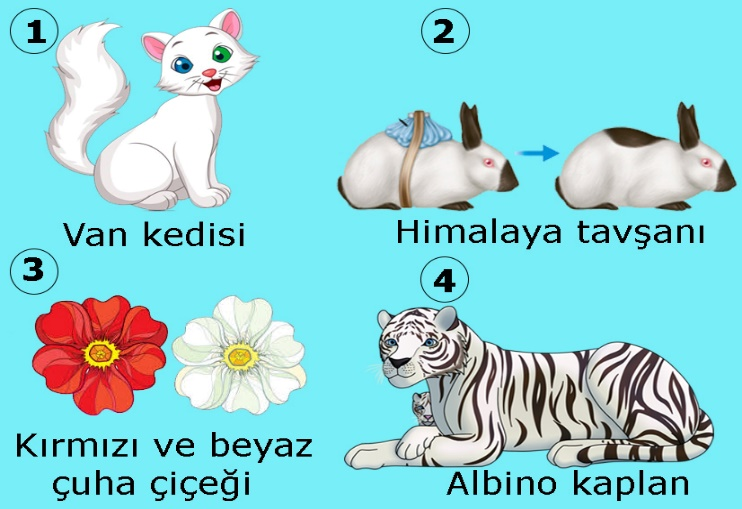 1
Van kedisi
2
Himalaya tavşanı
3
Kırmızı ve beyaz
çuha çiçeği
4
Albino kaplan